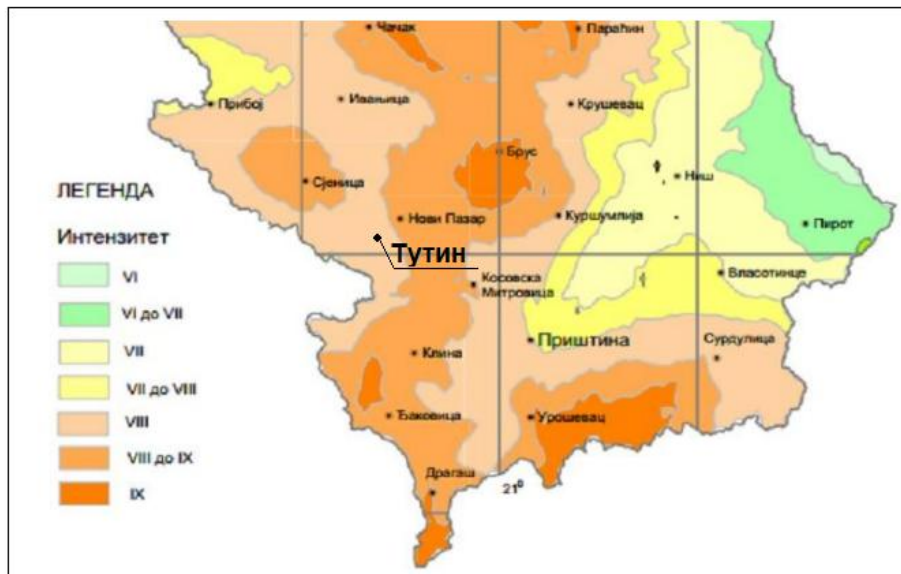 Чачак
Параћин
Прибој
Ивањица
Крушевац
Брус
Ниш
ЛЕГЕНДА
Сјеница
Нови Пазар
Куршумлија
Пирот
Интензитет
Тутин
Косовска
Митровица
Власотинце
VI
VI до VII
VII
VII до VIII
VIII
VIII до IX
IX
Приштина
Сурдулица
Клина
Ђаковица
Урошевац
Драгаш
21⁰